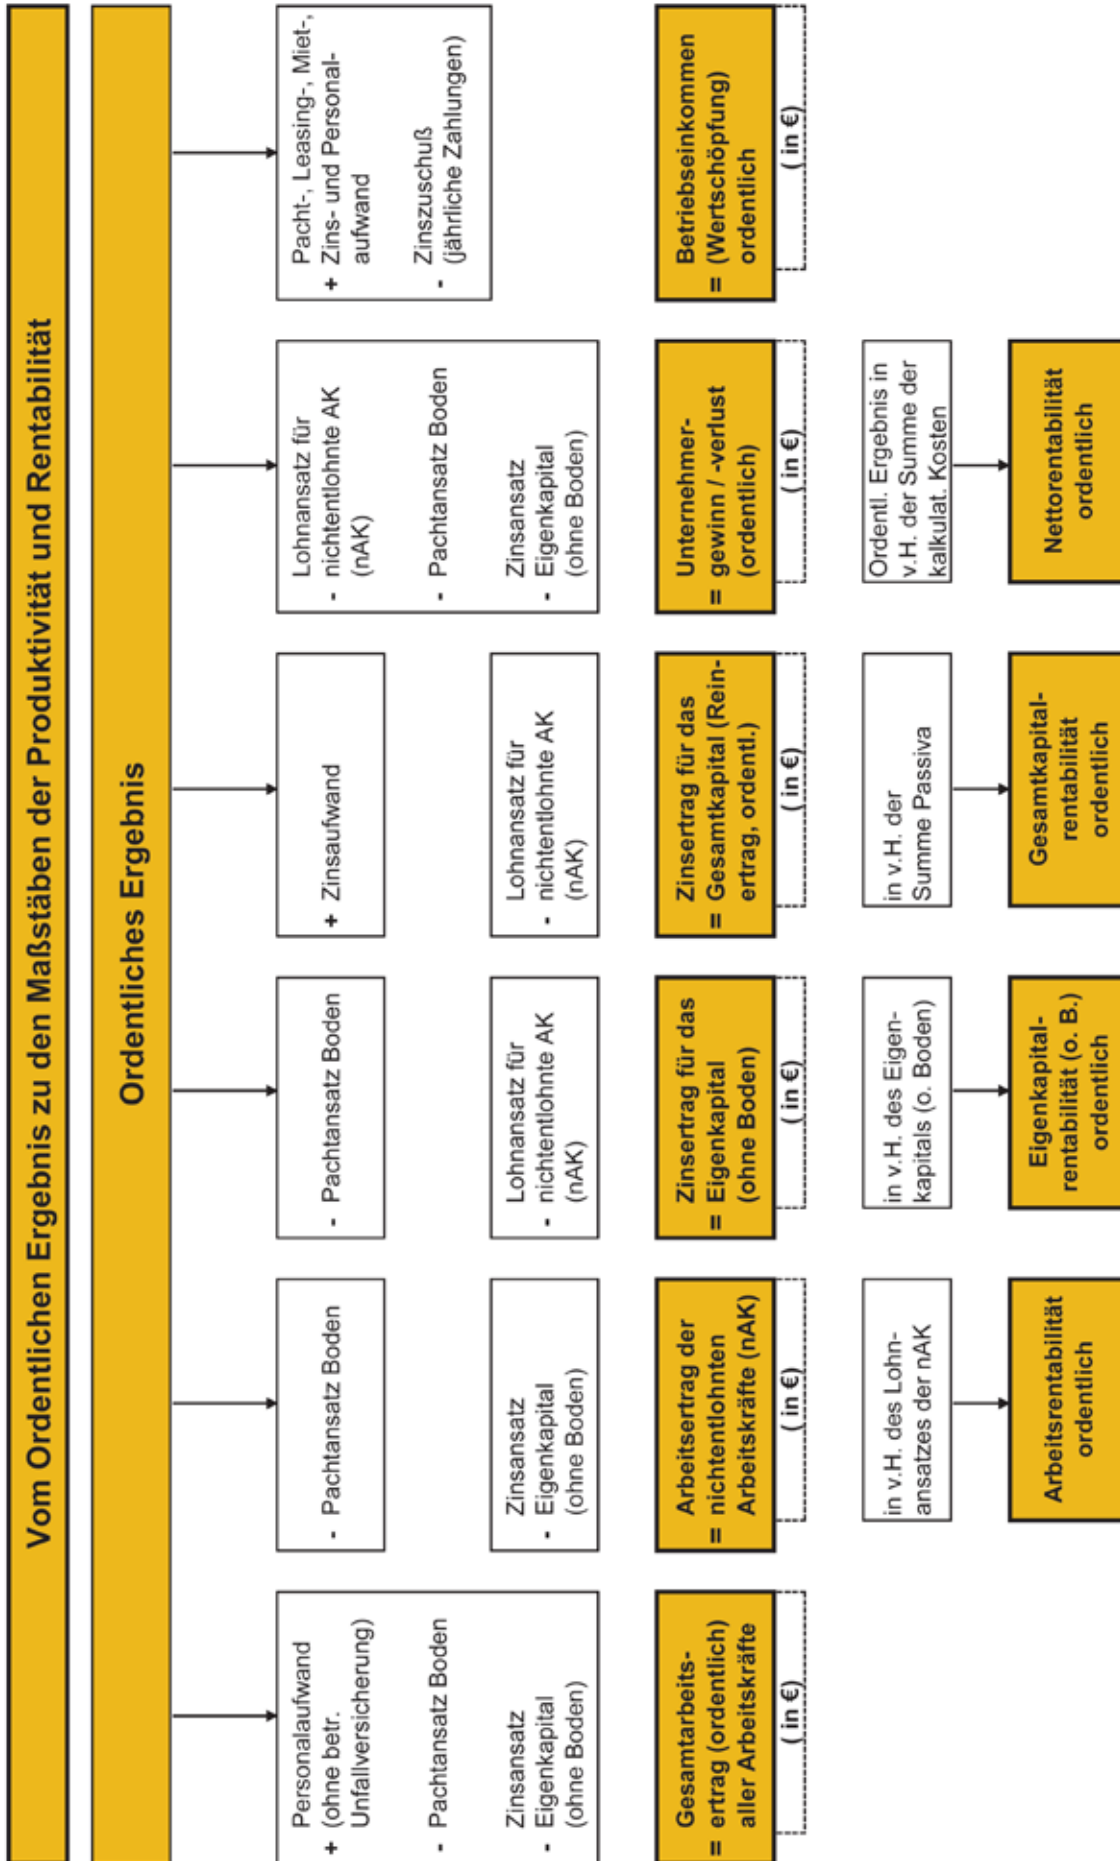 Vom Ordentlichen Ergebnis zu den Maßstäben der Produktivität und Rentabilität
Ordentliches Ergebnis
Personalaufwand
+ (ohne betr.
Unfallversicherung)
- Pachtansatz Boden
Zinsansatz
- Eigenkapital
(ohne Boden)
Gesamtarbeits-
= ertrag (ordentlich)
aller Arbeitskräfte
( in €)
- Pachtansatz Boden
Zinsansatz
- Eigenkapital
(ohne Boden)
Arbeitsertrag der
= nichtentlohnten
Arbeitskräfte (nAK)
( in €)
in v.H. des Lohn-
ansatzes der nAK
Arbeitsrentabilität
ordentlich
- Pachtansatz Boden
Lohnansatz für
- nichtentlohnte AK
(nAK)
Zinsertrag für das
= Eigenkapital
(ohne Boden)
( in €)
in v.H. des Eigen-
kapitals (o. Boden)
Eigenkapital-
rentabilität (o. B.)
ordentlich
+ Zinsaufwand
Lohnansatz für
- nichtentlohnte AK
(nAK)
Zinsertrag für das
= Gesamtkapital (Rein-
ertrag, ordentl.)
( in €)
in v.H. der
Summe Passiva
Gesamtkapital-
rentabilität
ordentlich
Lohnansatz für
- nichtentlohnte AK
(nAK)
- Pachtansatz Boden
Zinsansatz
- Eigenkapital
(ohne Boden)
Unternehmer-
= gewinn / -verlust
(ordentlich)
( in €)
Ordentl. Ergebnis in
v.H. der Summe der
kalkulat. Kosten
Nettorentabilität
ordentlich
Pacht-, Leasing-, Miet-,
+ Zins- und Personal-
aufwand
Zinszuschuß
- (jährliche Zahlungen)
Betriebseinkommen
= (Wertschöpfung)
ordentlich
( in €)